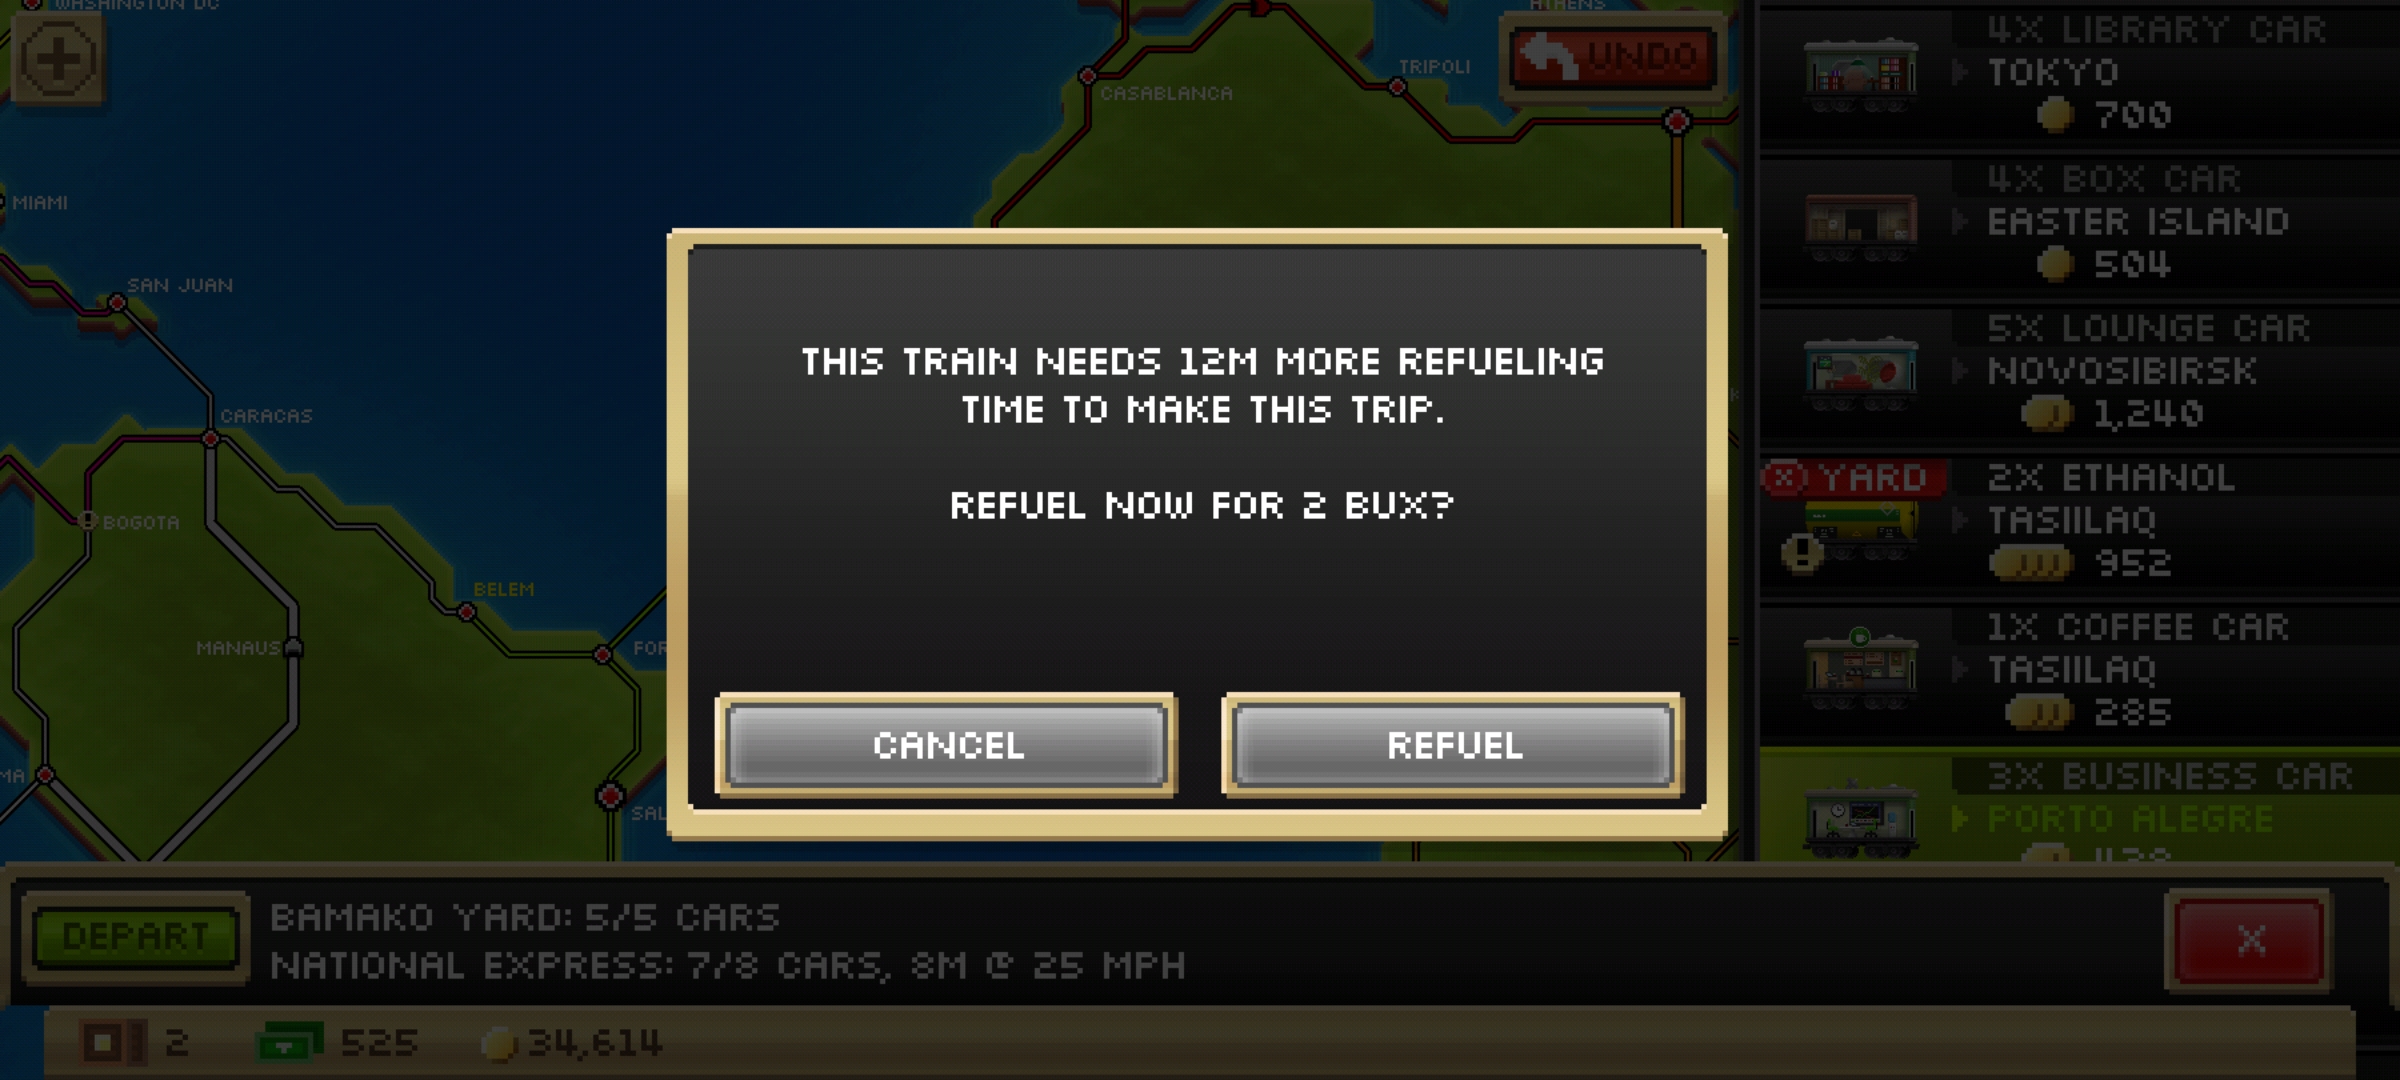 WASHINGTON DC
ATHENS
UNDO
TRIPOLI
CASABLANCA
MIAMI
SAN JUAN
CARACAS
BOGOTA
BELEM
MANAUS
FOR
MA
SAL
4X LIBRARY CAR
TOKYO
700
4X BOX CAR
EASTER ISLAND
504
5X LOUNGE CAR
NOVOSIBIRSK
1,240
YARD
2X ETHANOL
TASIILAQ
952
1X COFFEE CAR
TASIILAQ
285
3X BUSINESS CAR
PORTO ALEGRE
THIS TRAIN NEEDS 12M MORE REFUELING
TIME TO MAKE THIS TRIP.
REFUEL NOW FOR 2 BUX?
CANCEL
REFUEL
DEPART
BAMAKO YARD: 5/5 CARS
NATIONAL EXPRESS: 7/8 CARS, 8M @ 25 MPH
X
2
525
34,614